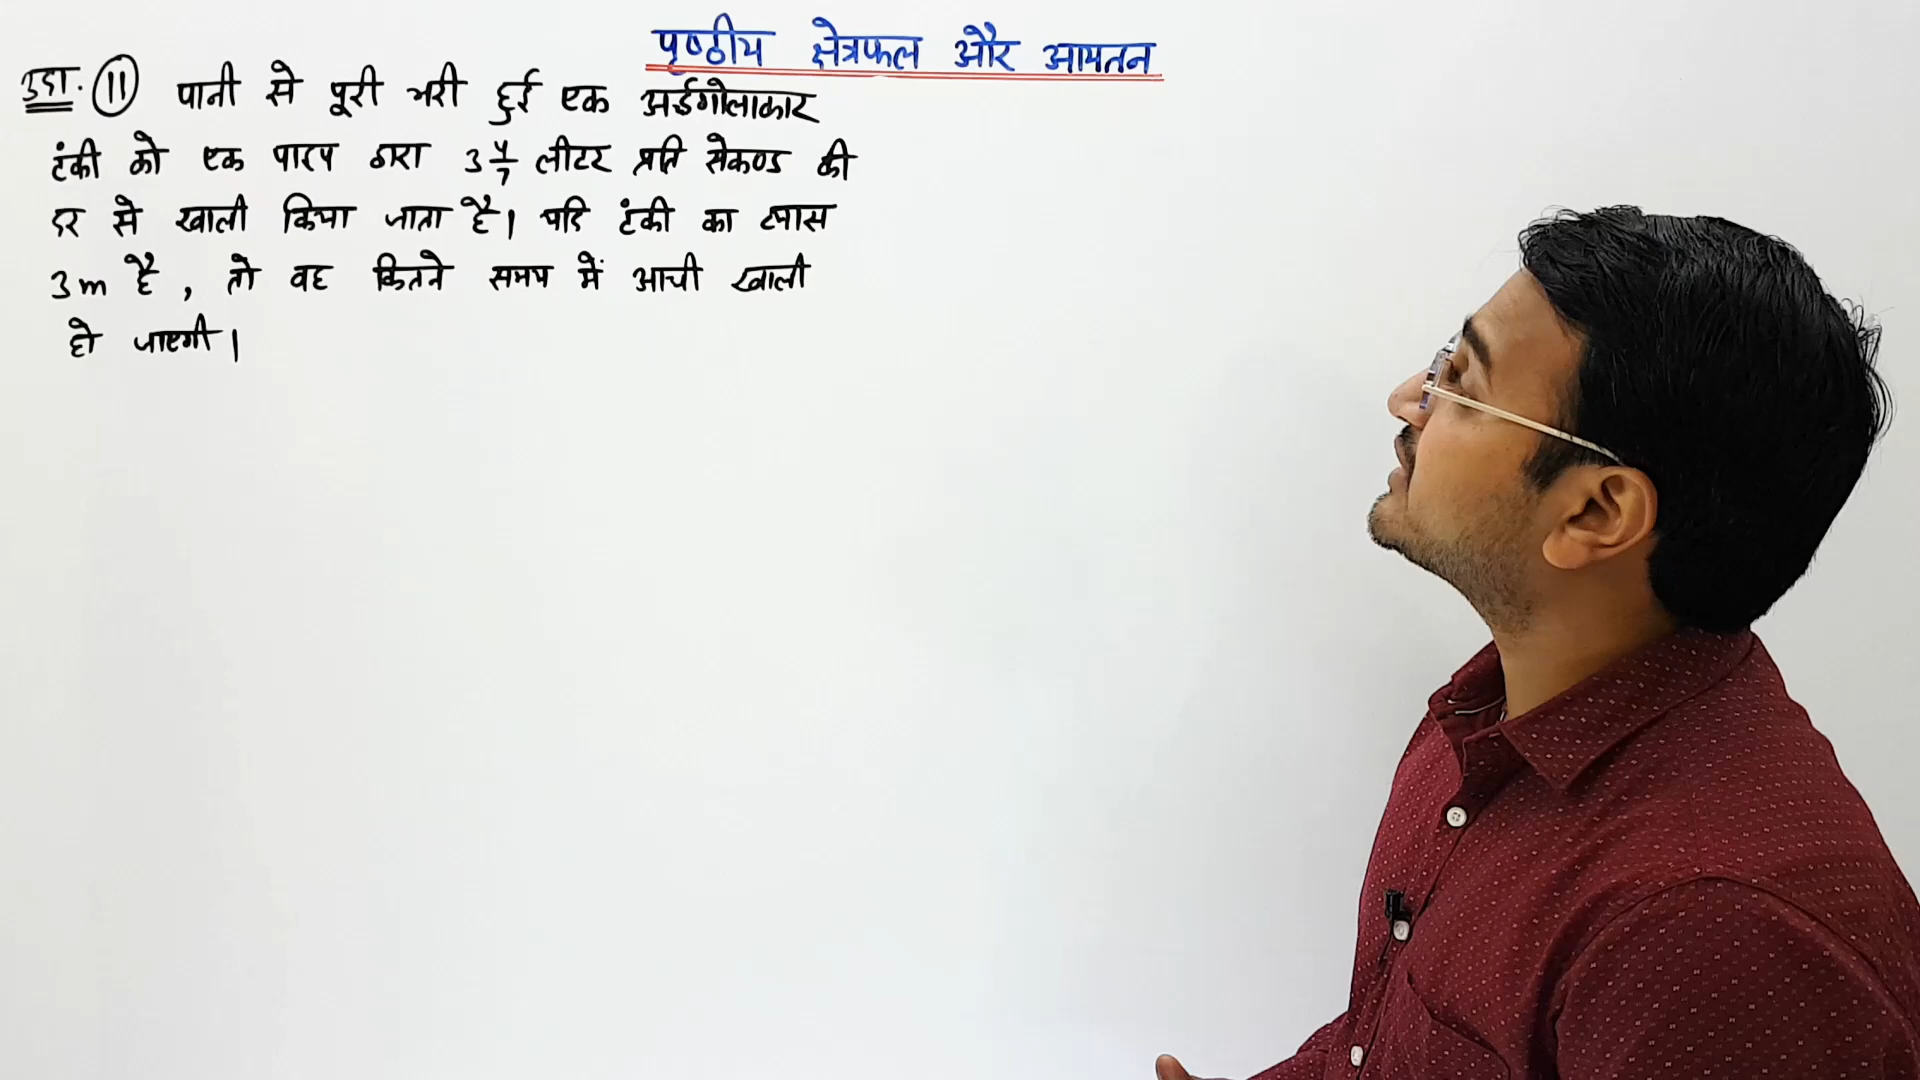 पृष्ठीय क्षेत्रफल और आयतन
उदा. 11 पानी से पूरी भरी हुई एक अर्द्धगोलाकार
टंकी को एक पाइप द्वारा 3 4/7 लीटर प्रति सेकण्ड की
दर से खाली किया जाता है। यदि टंकी का व्यास
3m है, तो वह कितने समय में आधी खाली
हो जाएगी।